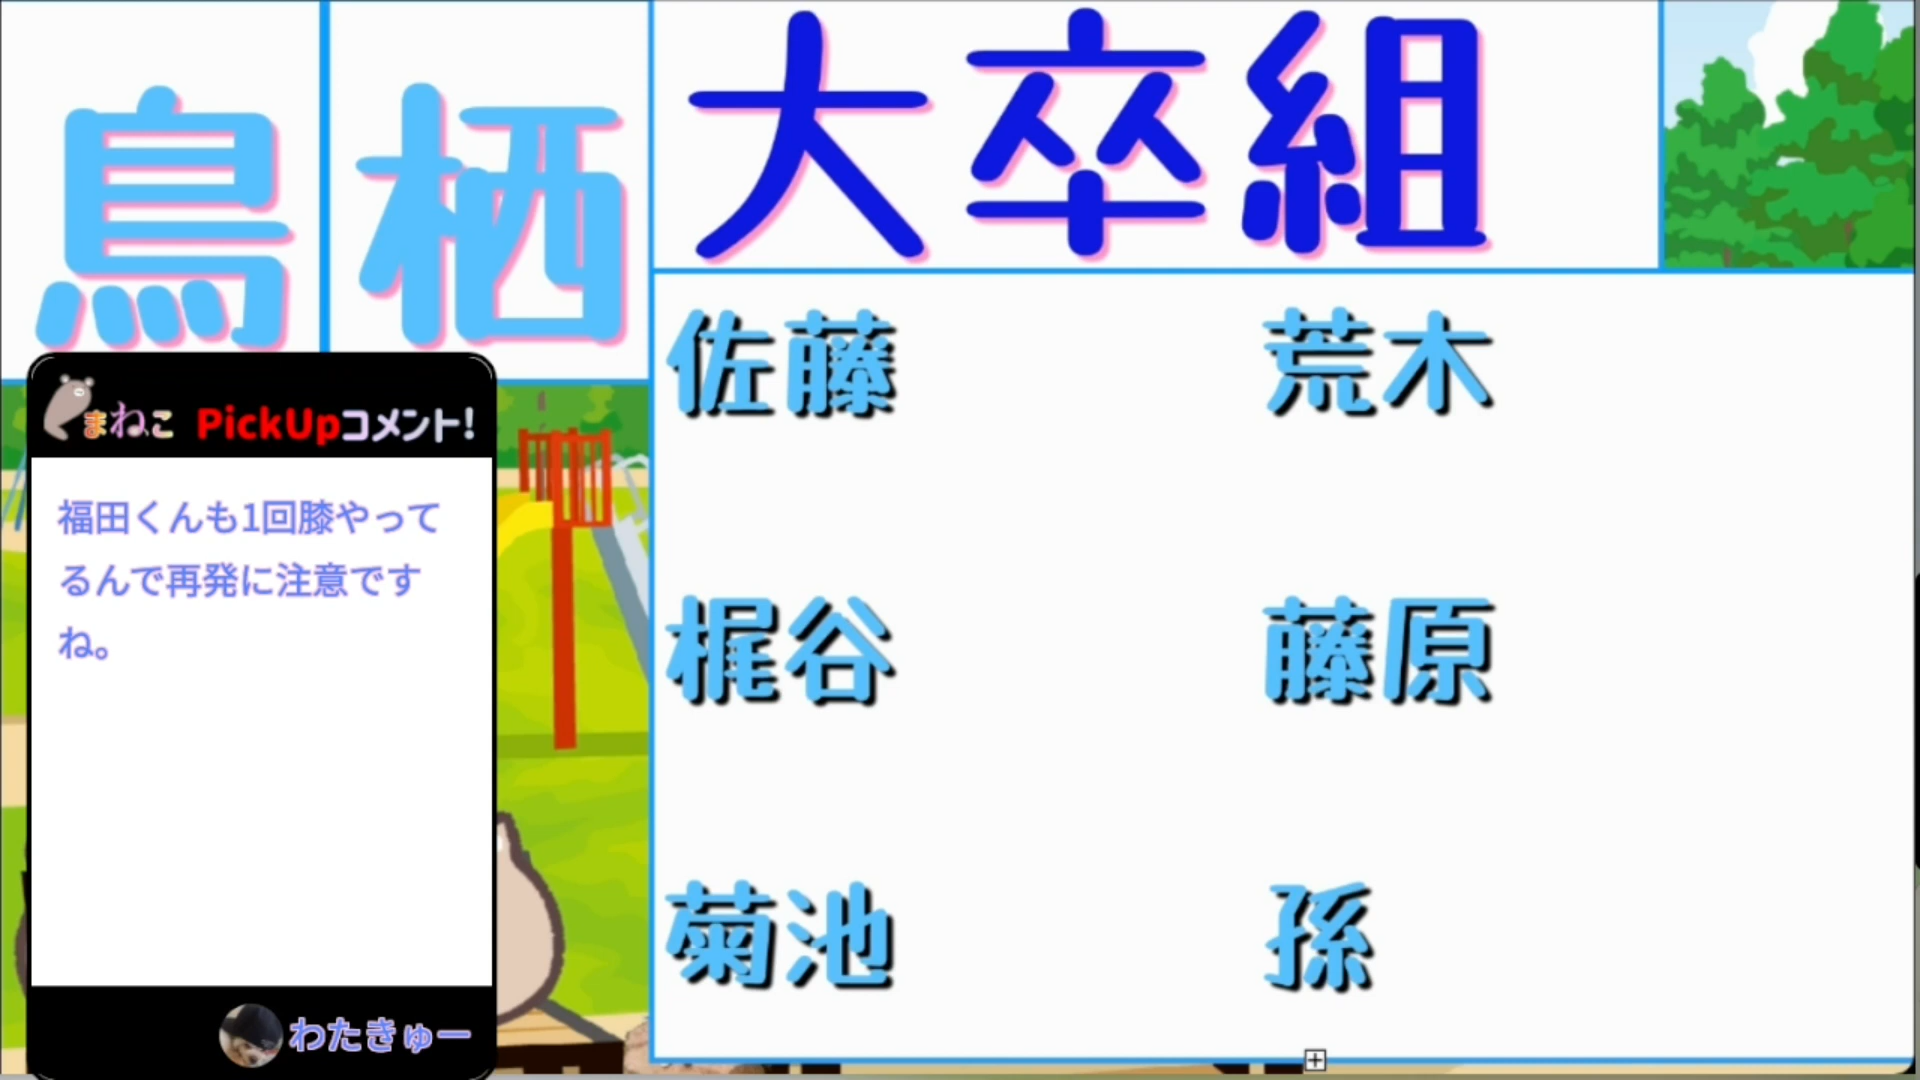 鳥栖
大卒組
佐藤
荒木
梶谷
藤原
菊池
孫
まねこ PickUpコメント!
福田くんも1回膝やって
るんで再発に注意です
ね。
わたきゅー